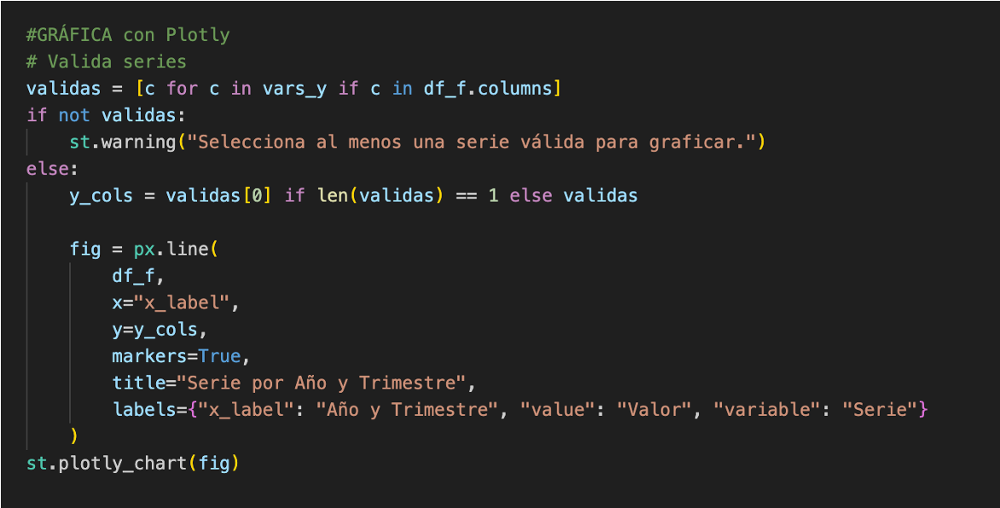 #GRÁFICA con Plotly
# Valida series
validas = [c for c in vars_y if c in df_f.columns]
if not validas:
    st.warning("Selecciona al menos una serie válida para graficar.")
else:
    y_cols = validas[0] if len(validas) == 1 else validas

    fig = px.line(
        df_f,
        x="x_label",
        y=y_cols,
        markers=True,
        title="Serie por Año y Trimestre",
        labels={"x_label": "Año y Trimestre", "value": "Valor", "variable": "Serie"}
    )
st.plotly_chart(fig)